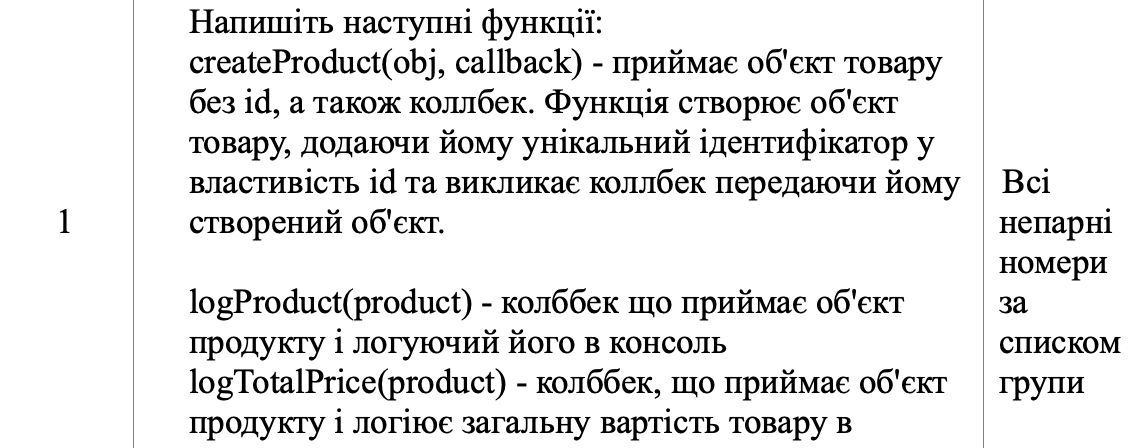 Напишіть наступні функції:
createProduct(obj, callback) - приймає об'єкт товару
без id, а також коллбек. Функція створює об'єкт
товару, додаючи йому унікальний ідентифікатор у
властивість id та викликає коллбек передаючи йому
створений об'єкт.
1
logProduct(product) - колббек що приймає об'єкт
продукту і логуючий його в консоль
logTotalPrice(product) - колббек, що приймає об'єкт
продукту і логіює загальну вартість товару в
Всі
непарні
номери
за
списком
групи